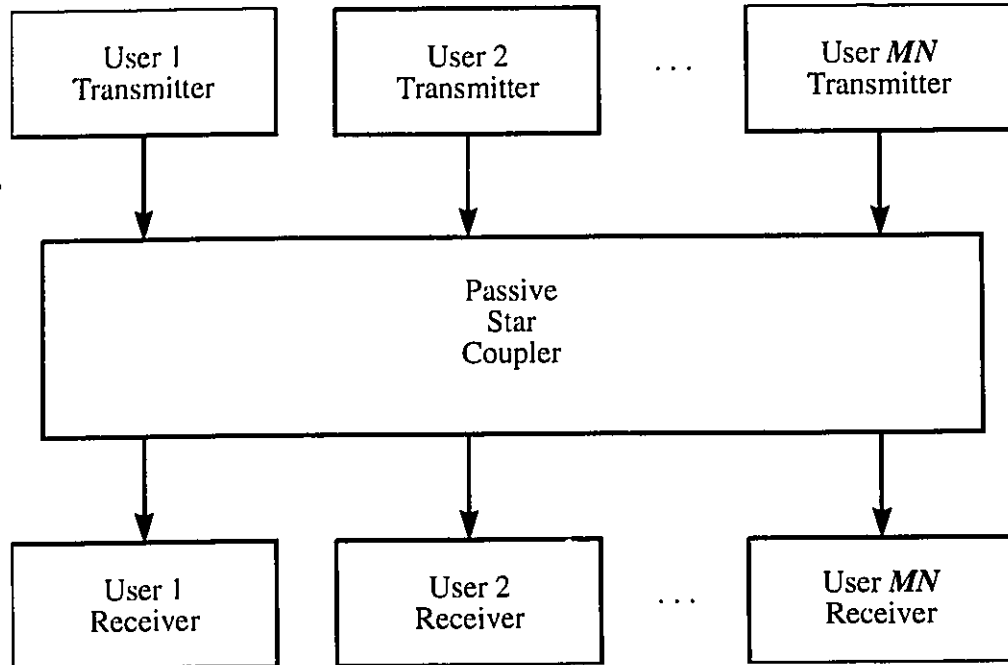 User 1
Transmitter
User 2
Transmitter
. . .
User MN
Transmitter
Passive
Star
Coupler
User 1
Receiver
User 2
Receiver
. . .
User MN
Receiver